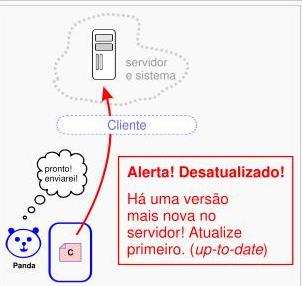 servidor
e sistema
Cliente
pronto!
enviarei!
Alerta! Desatualizado!
Há uma versão
mais nova no
servidor! Atualize
primeiro. (up-to-date)
C
Panda